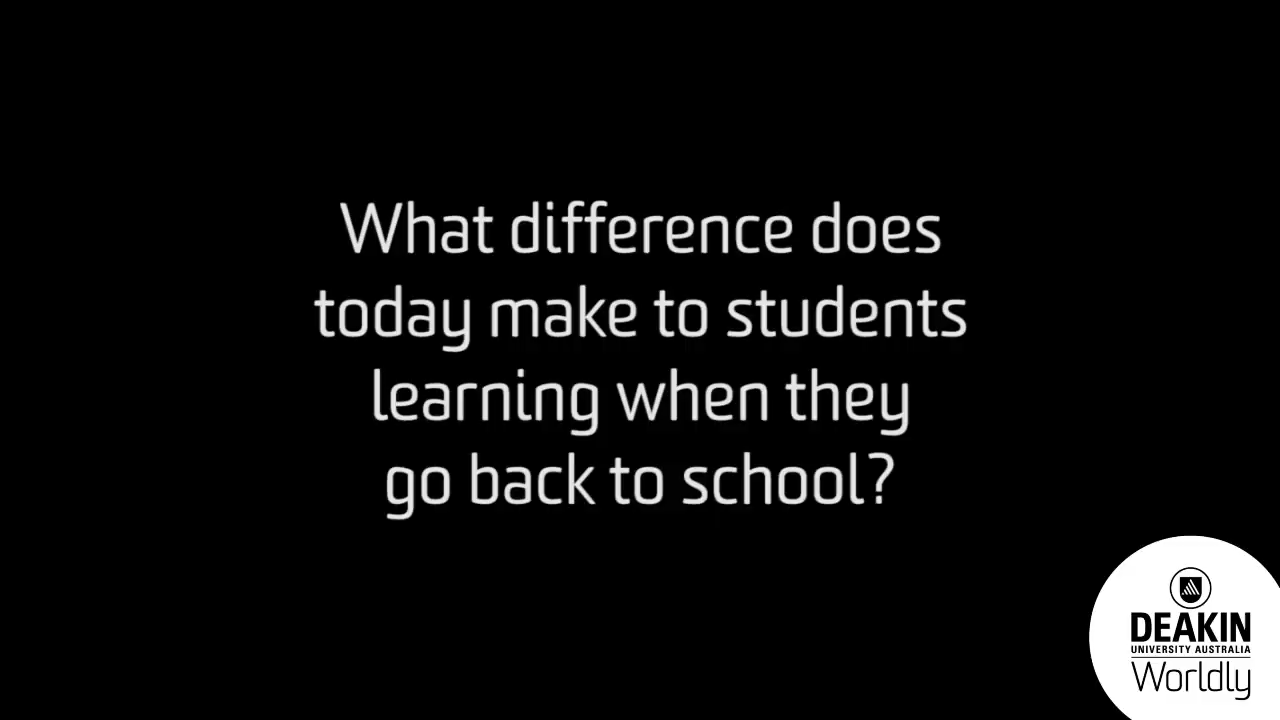 What difference does
today make to students
learning when they
go back to school?
DEAKIN
UNIVERSITY AUSTRALIA
Worldly